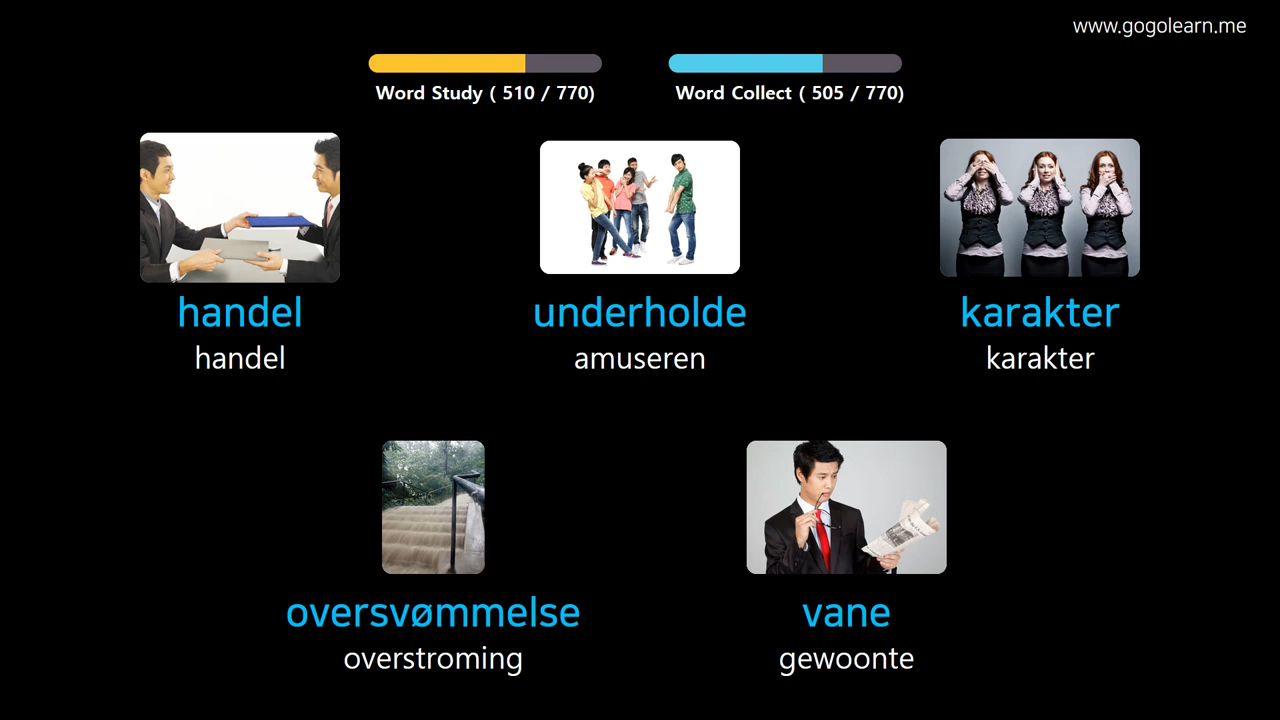 www.gogolearn.me
Word Study ( 510 / 770)
Word Collect ( 505 / 770)
handel
handel
underholde
amuseren
karakter
karakter
oversvømmelse
overstroming
vane
gewoonte